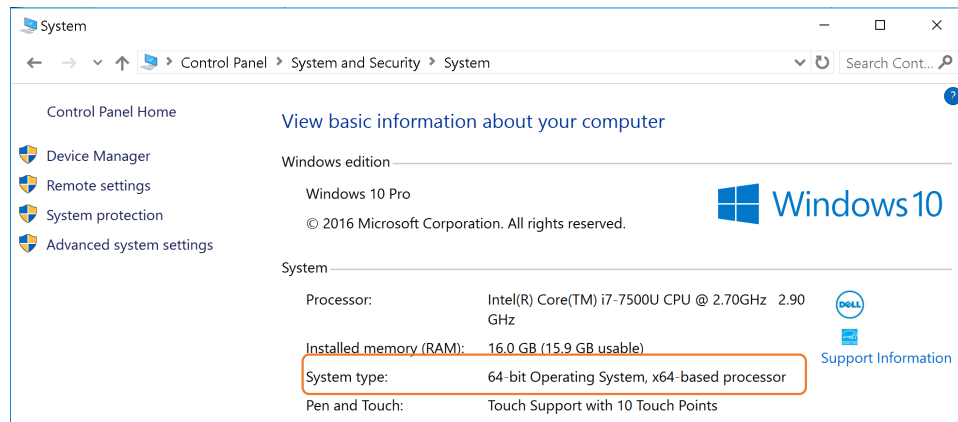 System
Control Panel > System and Security > System
Search Cont...
?
Control Panel Home
Device Manager
Remote settings
System protection
Advanced system settings
View basic information about your computer
Windows edition
Windows 10 Pro
© 2016 Microsoft Corporation. All rights reserved.
Windows 10
System
Processor: Intel(R) Core(TM) i7-7500U CPU @ 2.70GHz 2.90
GHz
Installed memory (RAM): 16.0 GB (15.9 GB usable)
System type: 64-bit Operating System, x64-based processor
Pen and Touch: Touch Support with 10 Touch Points
DELL
Support Information